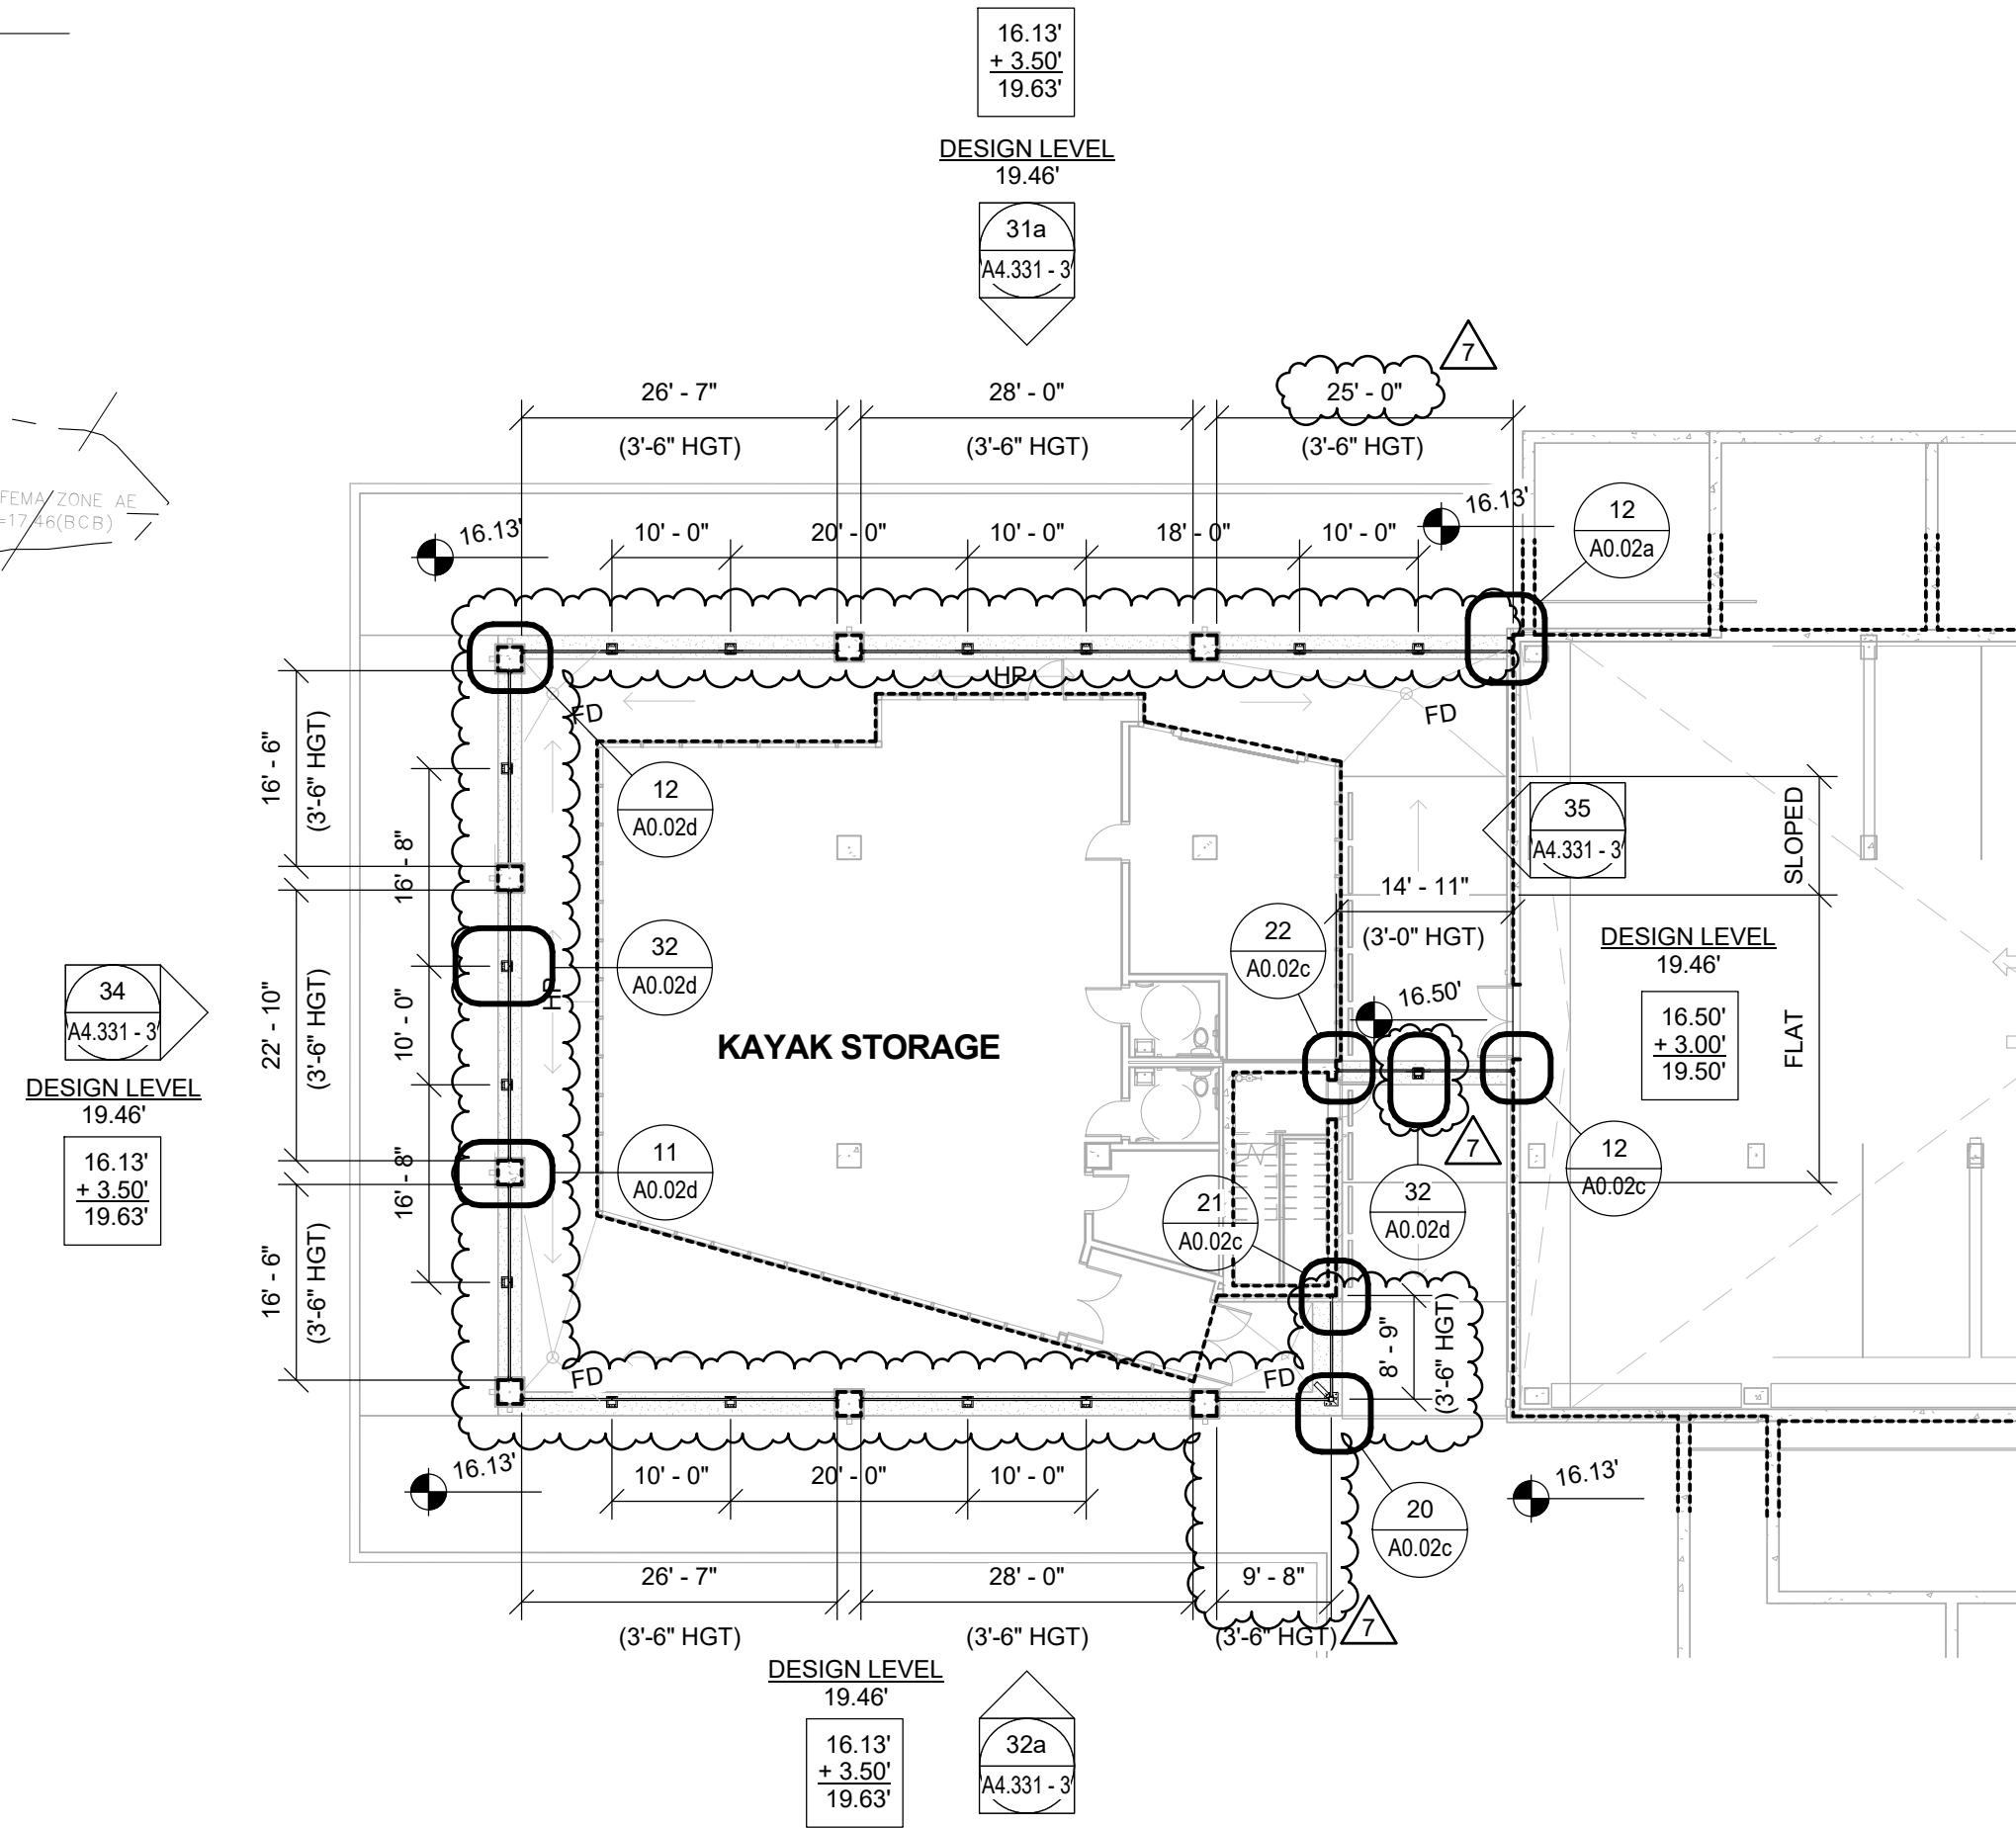 16.13'
+ 3.50'
19.63'
DESIGN LEVEL
19.46'
31a
A4.331 - 3
7
26' - 7"
28' - 0"
25' - 0"
(3'-6" HGT)
(3'-6" HGT)
(3'-6" HGT)
FEMA ZONE AE
=17.46(BCB)
16.13'
10' - 0"
20' - 0"
10' - 0"
18' - 0"
10' - 0"
16.13'
12
A0.02a
HP
FD
FD
16' - 6"
(3'-6" HGT)
16' - 8"
12
A0.02d
35
A4.331 - 3
SLOPED
14' - 11"
(3'-0" HGT)
22
A0.02c
32
A0.02d
DESIGN LEVEL
19.46'
16.50'
+ 3.00'
19.50'
FLAT
34
A4.331 - 3
DESIGN LEVEL
19.46'
16.13'
+ 3.50'
19.63'
22' - 10"
(3'-6" HGT)
10' - 0"
HP
KAYAK STORAGE
16.50'
7
11
A0.02d
16' - 8"
16' - 6"
(3'-6" HGT)
21
A0.02c
32
A0.02d
12
A0.02c
8' - 9"
(3'-6" HGT)
FD
FD
16.13'
10' - 0"
20' - 0"
10' - 0"
20
A0.02c
16.13'
26' - 7"
28' - 0"
9' - 8"
(3'-6" HGT)
(3'-6" HGT)
(3'-6" HGT)
7
DESIGN LEVEL
19.46'
16.13'
+ 3.50'
19.63'
32a
A4.331 - 3